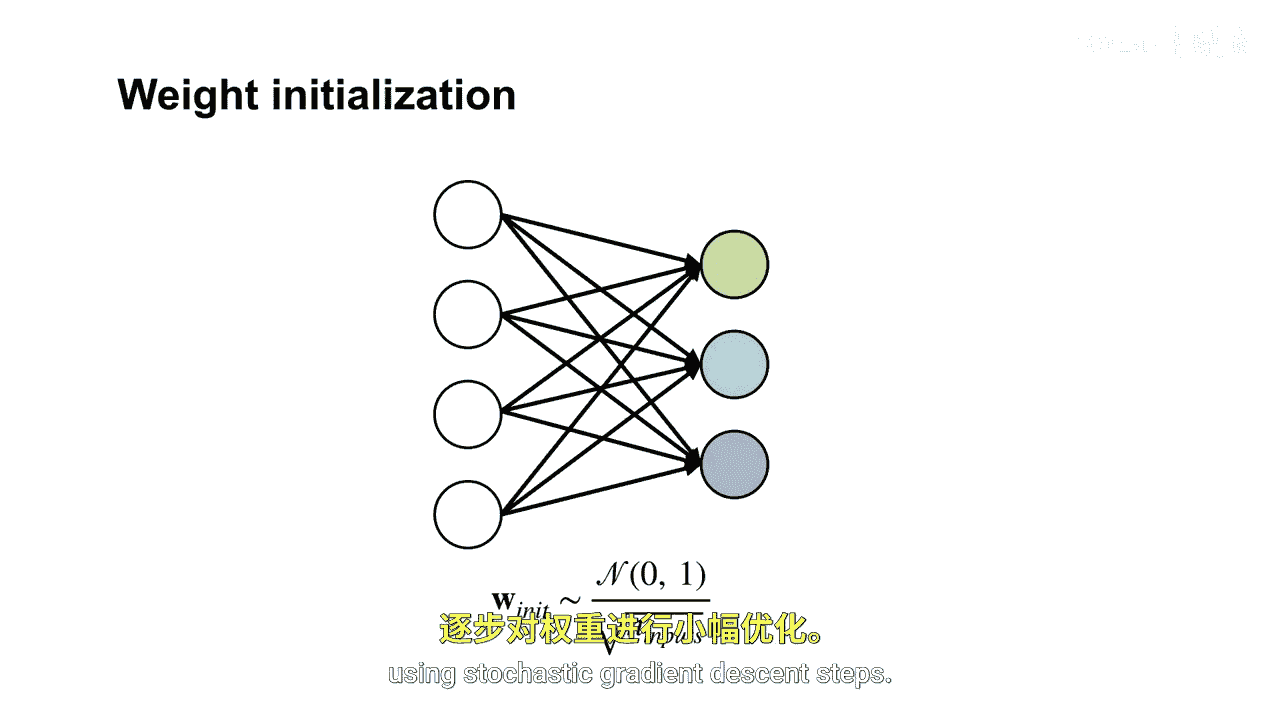 Weight initialization
w_init ~ N(0, 1)
√n_inputs
逐步对权重进行小幅优化。
using stochastic gradient descent steps.